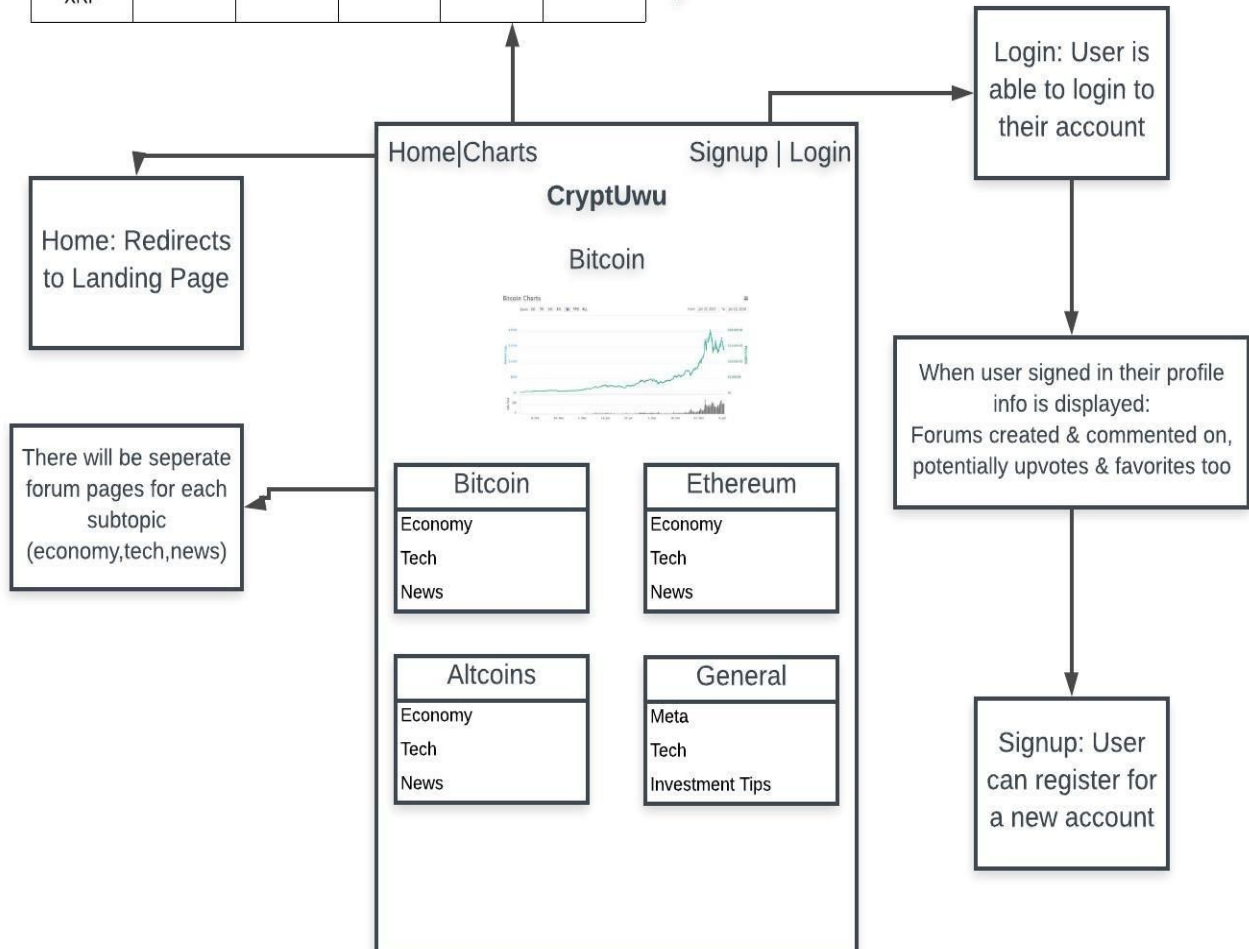 Home|Charts
Signup | Login
CryptUwu
Bitcoin
Bitcoin Charts
Home: Redirects
to Landing Page
There will be seperate
forum pages for each
subtopic
(economy,tech,news)
Bitcoin
Economy
Tech
News
Ethereum
Economy
Tech
News
Altcoins
Economy
Tech
News
General
Meta
Tech
Investment Tips
Login: User is
able to login to
their account
When user signed in their profile
info is displayed:
Forums created & commented on,
potentially upvotes & favorites too
Signup: User
can register for
a new account